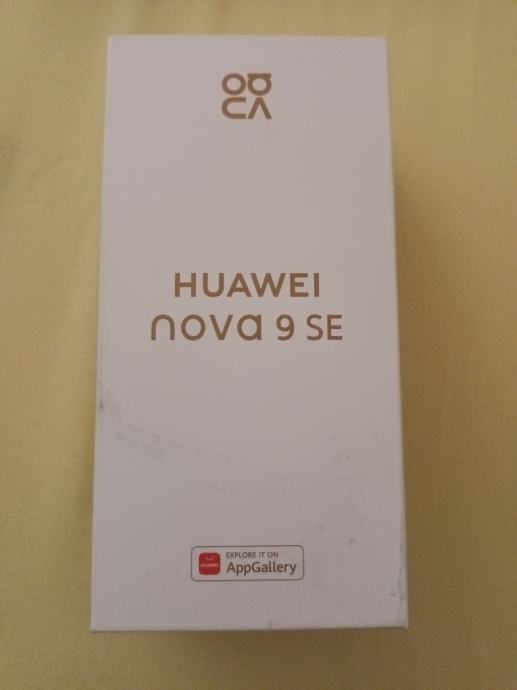 HUAWEI
nova 9 SE
HUAWEI
EXPLORE IT ON
AppGallery